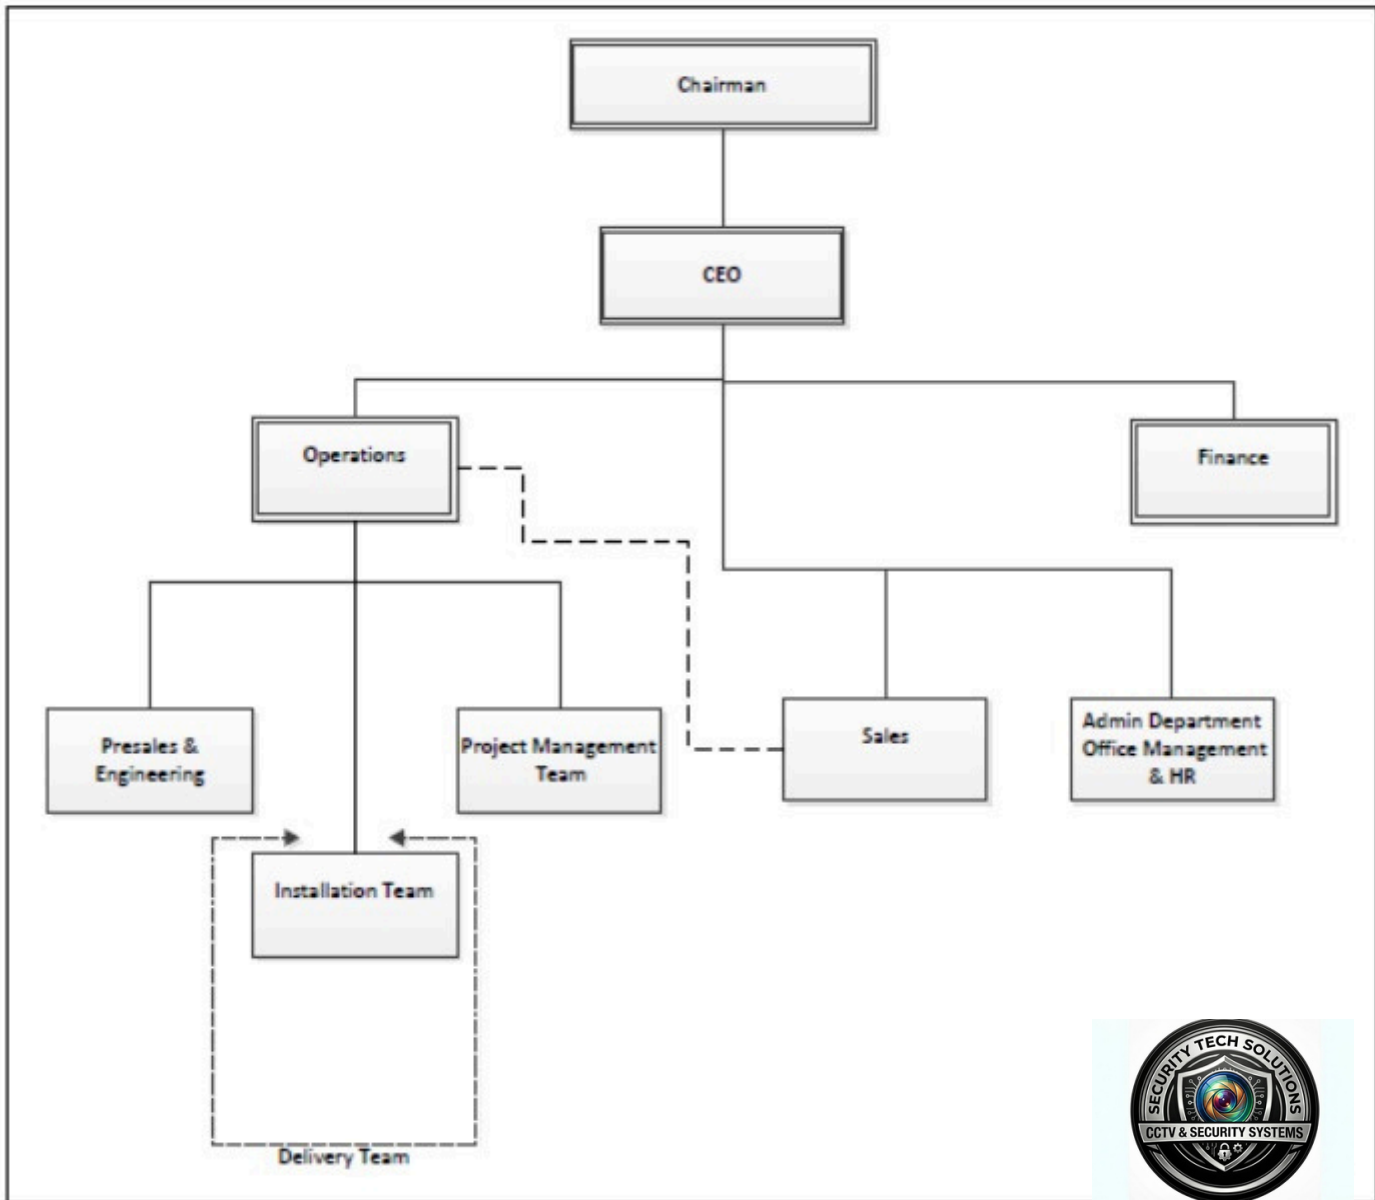 Chairman
CEO
Operations
Finance
Presales &
Engineering
Project Management
Team
Sales
Admin Department
Office Management
& HR
Installation Team
Delivery Team
SECURITY TECH SOLUTIONS
CCTV & SECURITY SYSTEMS